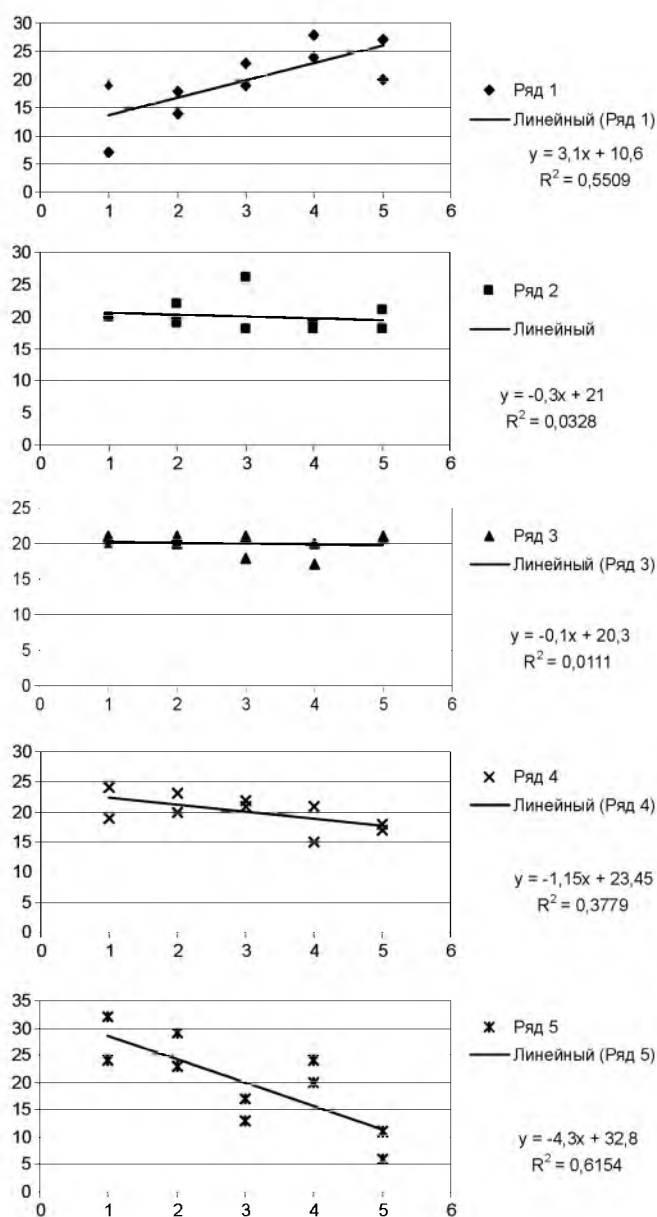 30
25
20
15
10
5
0
0 1 2 3 4 5 6
Ряд 1
Линейный (Ряд 1)
y = 3,1x + 10,6
R² = 0,5509
30
25
20
15
10
5
0
0 1 2 3 4 5 6
Ряд 2
Линейный
y = -0,3x + 21
R² = 0,0328
25
20
15
10
5
0
0 1 2 3 4 5 6
Ряд 3
Линейный (Ряд 3)
y = -0,1x + 20,3
R² = 0,0111
30
25
20
15
10
5
0
0 1 2 3 4 5 6
Ряд 4
Линейный (Ряд 4)
y = -1,15x + 23,45
R² = 0,3779
35
30
25
20
15
10
5
0
0 1 2 3 4 5 6
Ряд 5
Линейный (Ряд 5)
y = -4,3x + 32,8
R² = 0,6154